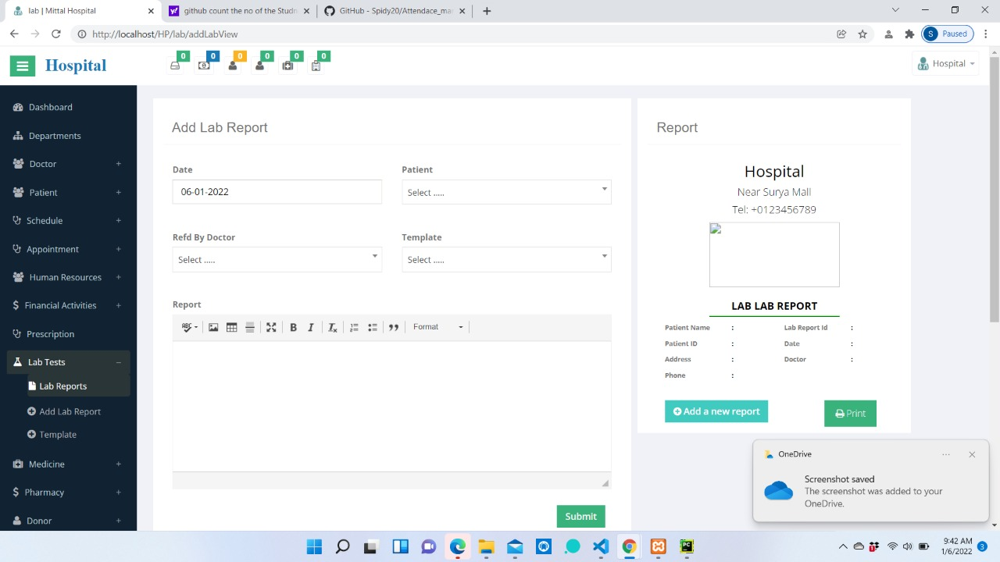 lab | Mittal Hospital
github count the no of the Stud
GitHub - Spidy20/Attendace_ma
http://localhost/HP/lab/addLabView
S Paused
Hospital
0 0 0 0 0 0
Hospital
Dashboard
Departments
Doctor +
Patient +
Schedule +
Appointment +
Human Resources +
Financial Activities +
Prescription
Lab Tests −
Lab Reports
Add Lab Report
Template
Medicine +
Pharmacy +
Donor +
Add Lab Report
Date
06-01-2022
Patient
Select .....
Refd By Doctor
Select .....
Template
Select .....
Report
ABC
B I Tx
Format
Submit
Report
Hospital
Near Surya Mall
Tel: +0123456789
LAB LAB REPORT
Patient Name : Lab Report Id :
Patient ID : Date :
Address : Doctor :
Phone :
Add a new report
Print
OneDrive
Screenshot saved
The screenshot was added to your
OneDrive.
PC
9:42 AM
1/6/2022
3